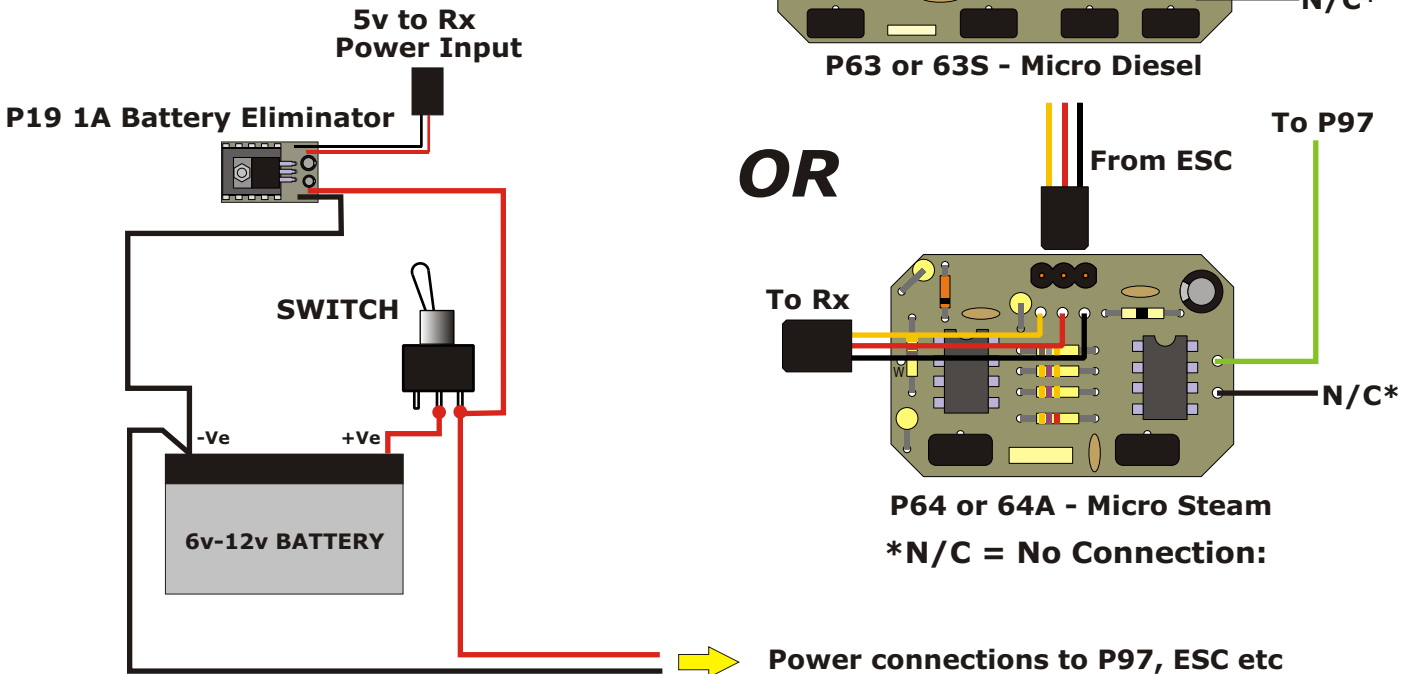 5v to Rx
Power Input
P19 1A Battery Eliminator
SWITCH
-Ve
+Ve
6v-12v BATTERY
N/C*
P63 or 63S - Micro Diesel
OR
From ESC
To P97
To Rx
W
N/C*
P64 or 64A - Micro Steam
*N/C = No Connection:
Power connections to P97, ESC etc